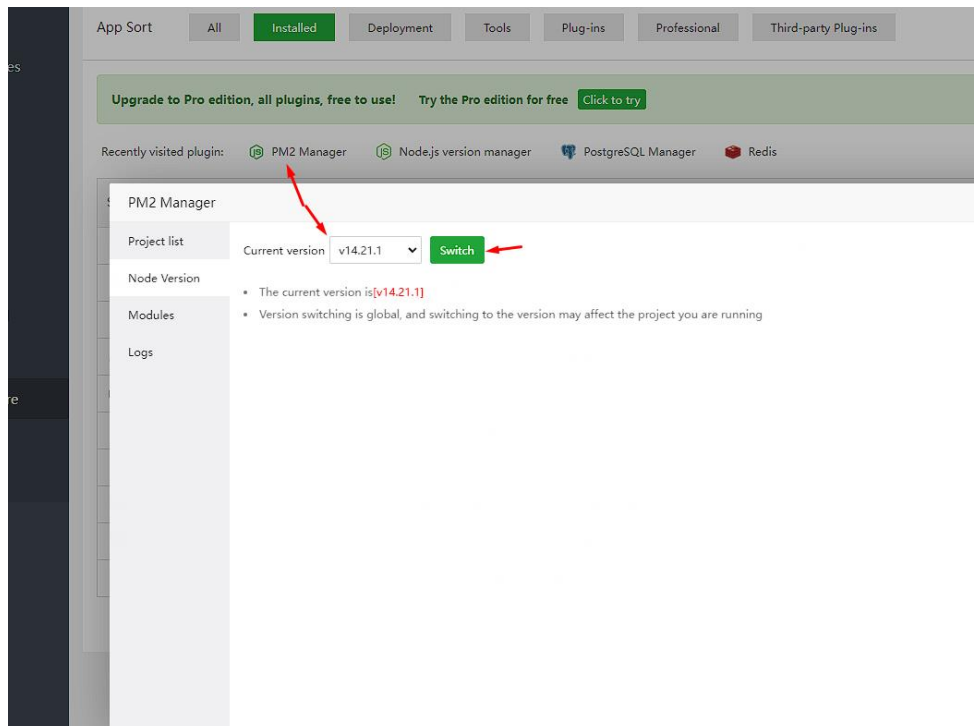 App Sort All Installed Deployment Tools Plug-ins Professional Third-party Plug-ins
es
Upgrade to Pro edition, all plugins, free to use! Try the Pro edition for free Click to try
Recently visited plugin: PM2 Manager Node.js version manager PostgreSQL Manager Redis
PM2 Manager
Project list
Current version v14.21.1 Switch
Node Version
The current version is[v14.21.1]
Modules
Version switching is global, and switching to the version may affect the project you are running
Logs
re